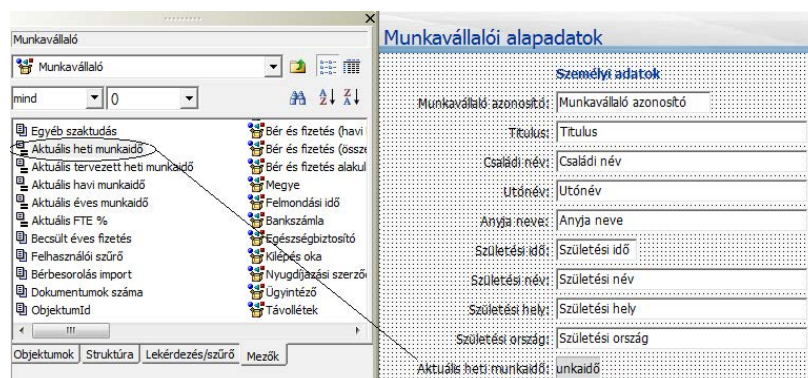 Munkavállaló
Munkavállaló
mind
0
Egyéb szaktudás
Aktuális heti munkaidő
Aktuális tervezett heti munkaidő
Aktuális havi munkaidő
Aktuális éves munkaidő
Aktuális FTE %
Becsült éves fizetés
Felhasználói szűrő
Bérbesorolás import
Dokumentumok száma
ObjektumId
Bér és fizetés (havi
Bér és fizetés (össze
Bér és fizetés alakul
Megye
Felmondási idő
Bankszámla
Egészségbiztosító
Kilépés oka
Nyugdíjazási szerző
Ügyintéző
Távollétek
Objektumok Struktúra Lekérdezés/szűrő Mezők
Munkavállalói alapadatok
Személyi adatok
Munkavállaló azonosító: Munkavállaló azonosító
Titulus: Titulus
Családi név: Családi név
Utónév: Utónév
Anyja neve: Anyja neve
Születési idő: Születési idő
Születési név: Születési név
Születési hely: Születési hely
Születési ország: Születési ország
Aktuális heti munkaidő: unkaidő